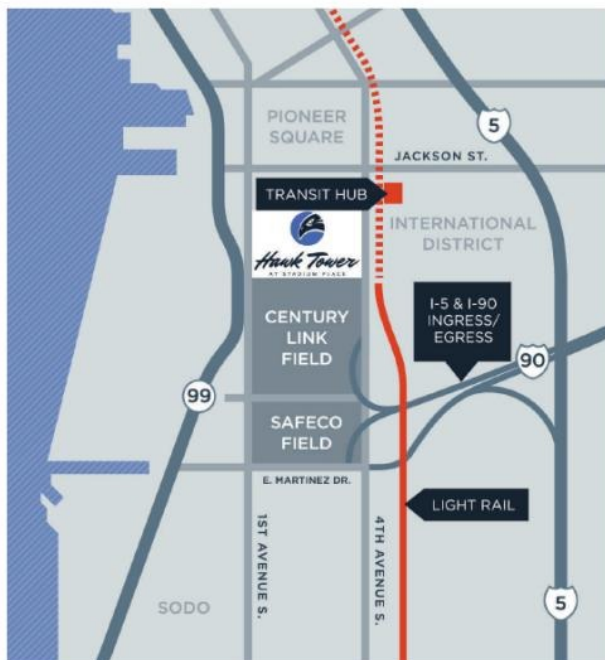 PIONEER
SQUARE
5
JACKSON ST.
TRANSIT HUB
INTERNATIONAL
DISTRICT
Hawk Tower
AT STADIUM PLACE
CENTURY
LINK
FIELD
I-5 & I-90
INGRESS/
EGRESS
90
99
SAFECO
FIELD
E. MARTINEZ DR.
1ST AVENUE S.
4TH AVENUE S.
LIGHT RAIL
SODO
5